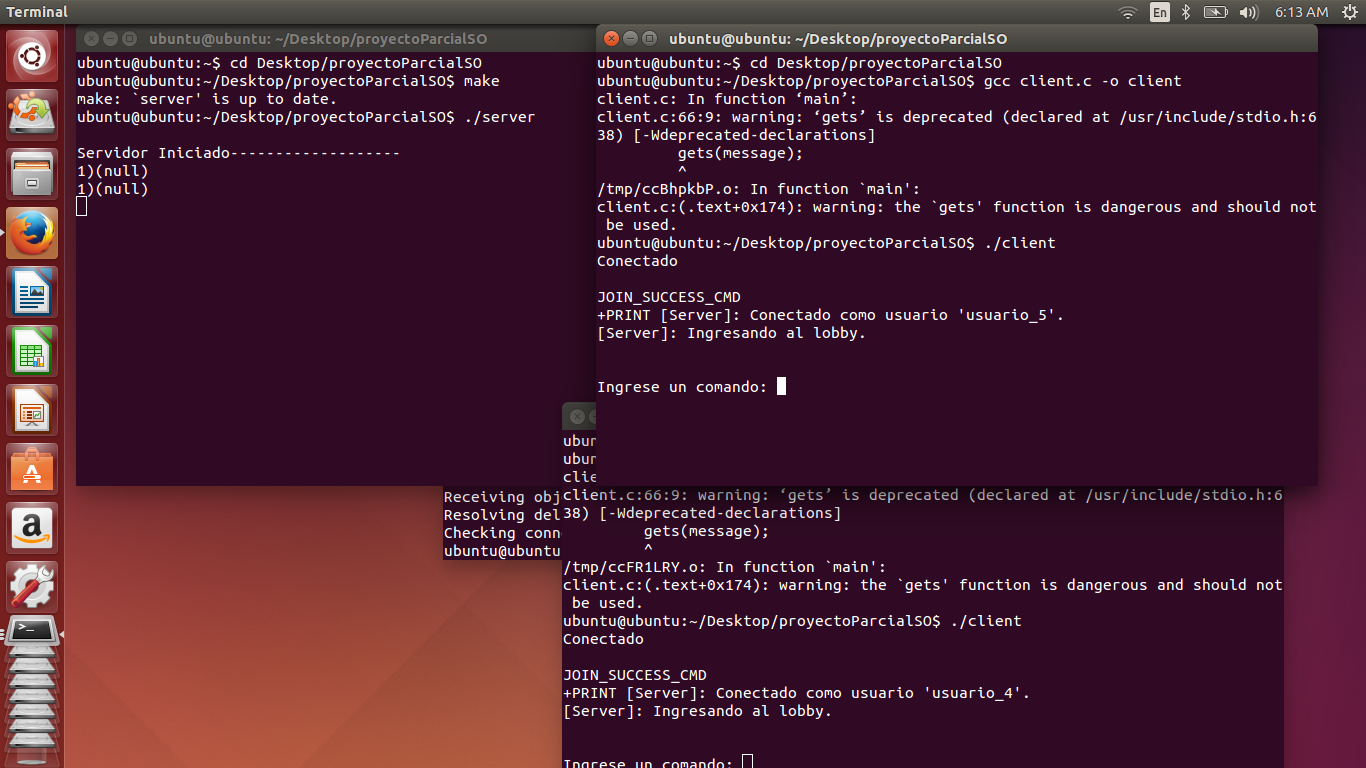 Terminal
En
6:13 AM
ubuntu@ubuntu: ~/Desktop/proyectoParcialSO
ubuntu@ubuntu:~$ cd Desktop/proyectoParcialSO
ubuntu@ubuntu:~/Desktop/proyectoParcialSO$ make
make: `server' is up to date.
ubuntu@ubuntu:~/Desktop/proyectoParcialSO$ ./server
Servidor Iniciado-------------------
1)(null)
1)(null)
ubuntu@ubuntu: ~/Desktop/proyectoParcialSO
ubuntu@ubuntu:~$ cd Desktop/proyectoParcialSO
ubuntu@ubuntu:~/Desktop/proyectoParcialSO$ gcc client.c -o client
client.c: In function ‘main’:
client.c:66:9: warning: ‘gets’ is deprecated (declared at /usr/include/stdio.h:6
38) [-Wdeprecated-declarations]
gets(message);
^
/tmp/ccBhpkbP.o: In function `main':
client.c:(.text+0x174): warning: the `gets' function is dangerous and should not
be used.
ubuntu@ubuntu:~/Desktop/proyectoParcialSO$ ./client
Conectado
JOIN_SUCCESS_CMD
+PRINT [Server]: Conectado como usuario 'usuario_5'.
[Server]: Ingresando al lobby.
Ingrese un comando:
Receiving obj
Resolving del
Checking conn
ubuntu@ubuntu
ubun
ubun
clie
client.c:66:9: warning: ‘gets’ is deprecated (declared at /usr/include/stdio.h:6
38) [-Wdeprecated-declarations]
gets(message);
^
/tmp/ccFR1LRY.o: In function `main':
client.c:(.text+0x174): warning: the `gets' function is dangerous and should not
be used.
ubuntu@ubuntu:~/Desktop/proyectoParcialSO$ ./client
Conectado
JOIN_SUCCESS_CMD
+PRINT [Server]: Conectado como usuario 'usuario_4'.
[Server]: Ingresando al lobby.
Ingrese un comando: